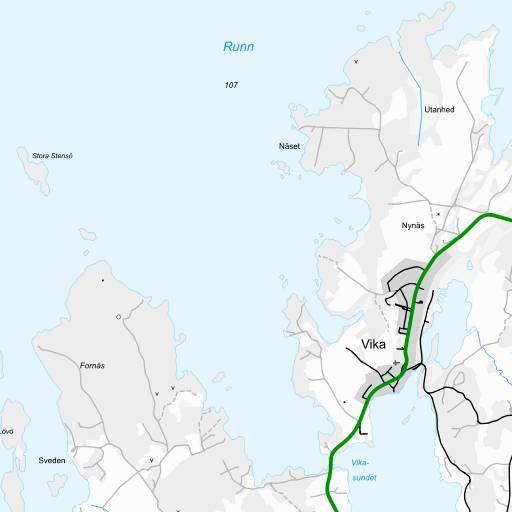 Runn
107
Utanhed
Näset
Stora Stensö
Nynäs
Vika
Fornäs
Lövö
Sveden
Vika-
sundet